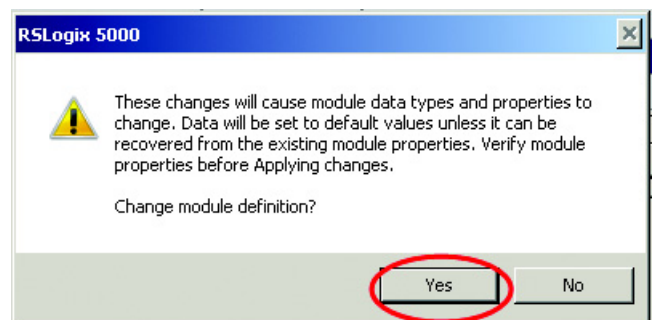 RSLogix 5000
These changes will cause module data types and properties to
change. Data will be set to default values unless it can be
recovered from the existing module properties. Verify module
properties before Applying changes.
Change module definition?
Yes
No